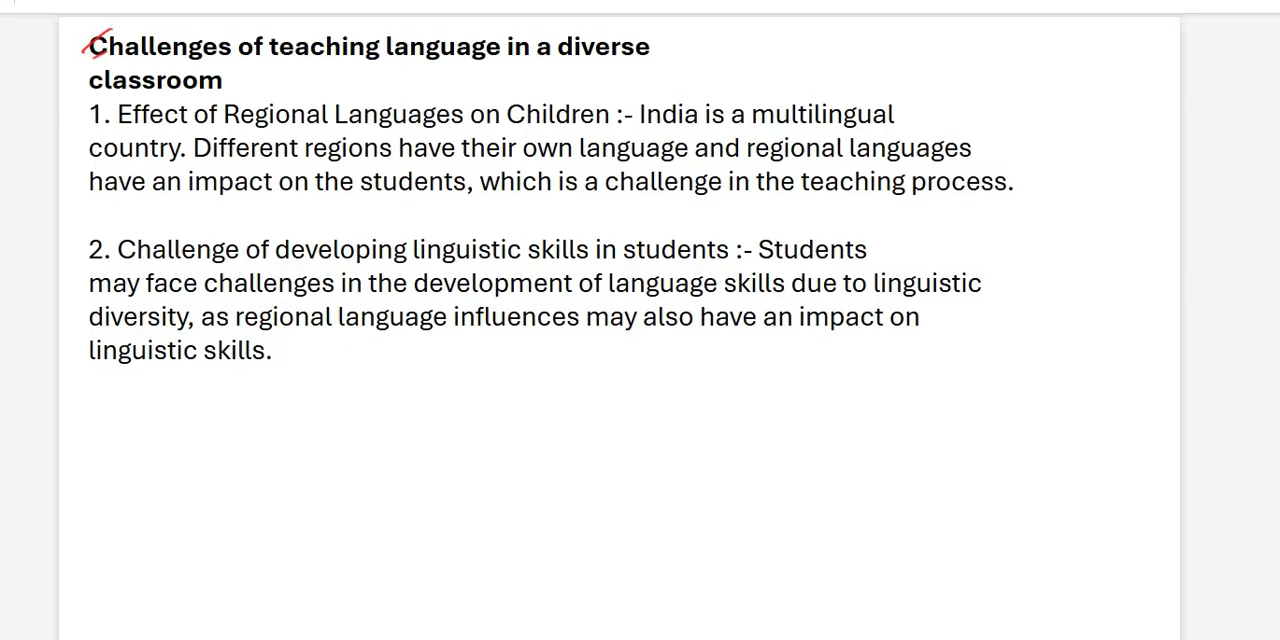 Challenges of teaching language in a diverse
classroom
1. Effect of Regional Languages on Children :- India is a multilingual
country. Different regions have their own language and regional languages
have an impact on the students, which is a challenge in the teaching process.
2. Challenge of developing linguistic skills in students :- Students
may face challenges in the development of language skills due to linguistic
diversity, as regional language influences may also have an impact on
linguistic skills.